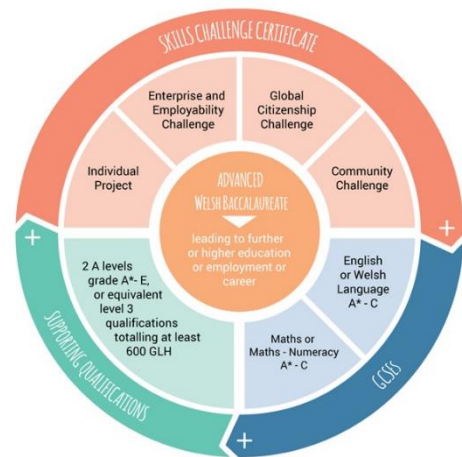 SKILLS CHALLENGE CERTIFICATE
Enterprise and
Employability
Challenge
Global
Citizenship
Challenge
Individual
Project
Community
Challenge
ADVANCED
WELSH BACCALAUREATE
leading to further
or higher education
or employment or
career
2 A levels
grade A*- E,
or equivalent
level 3
qualifications
totalling at least
600 GLH
English
or Welsh
Language
A* - C
Maths or
Maths - Numeracy
A* - C
+
+
+
SUPPORTING QUALIFICATIONS
GCSES